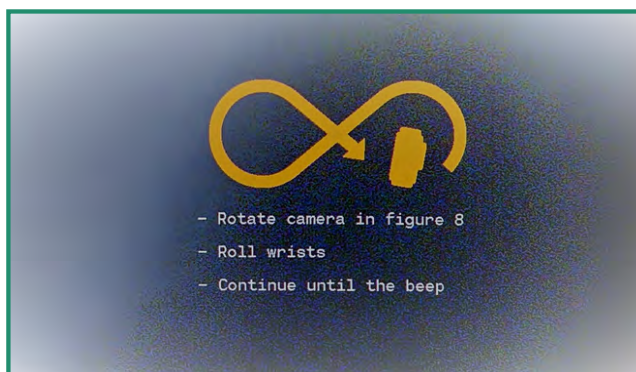 - Rotate camera in figure 8
- Roll wrists
- Continue until the beep